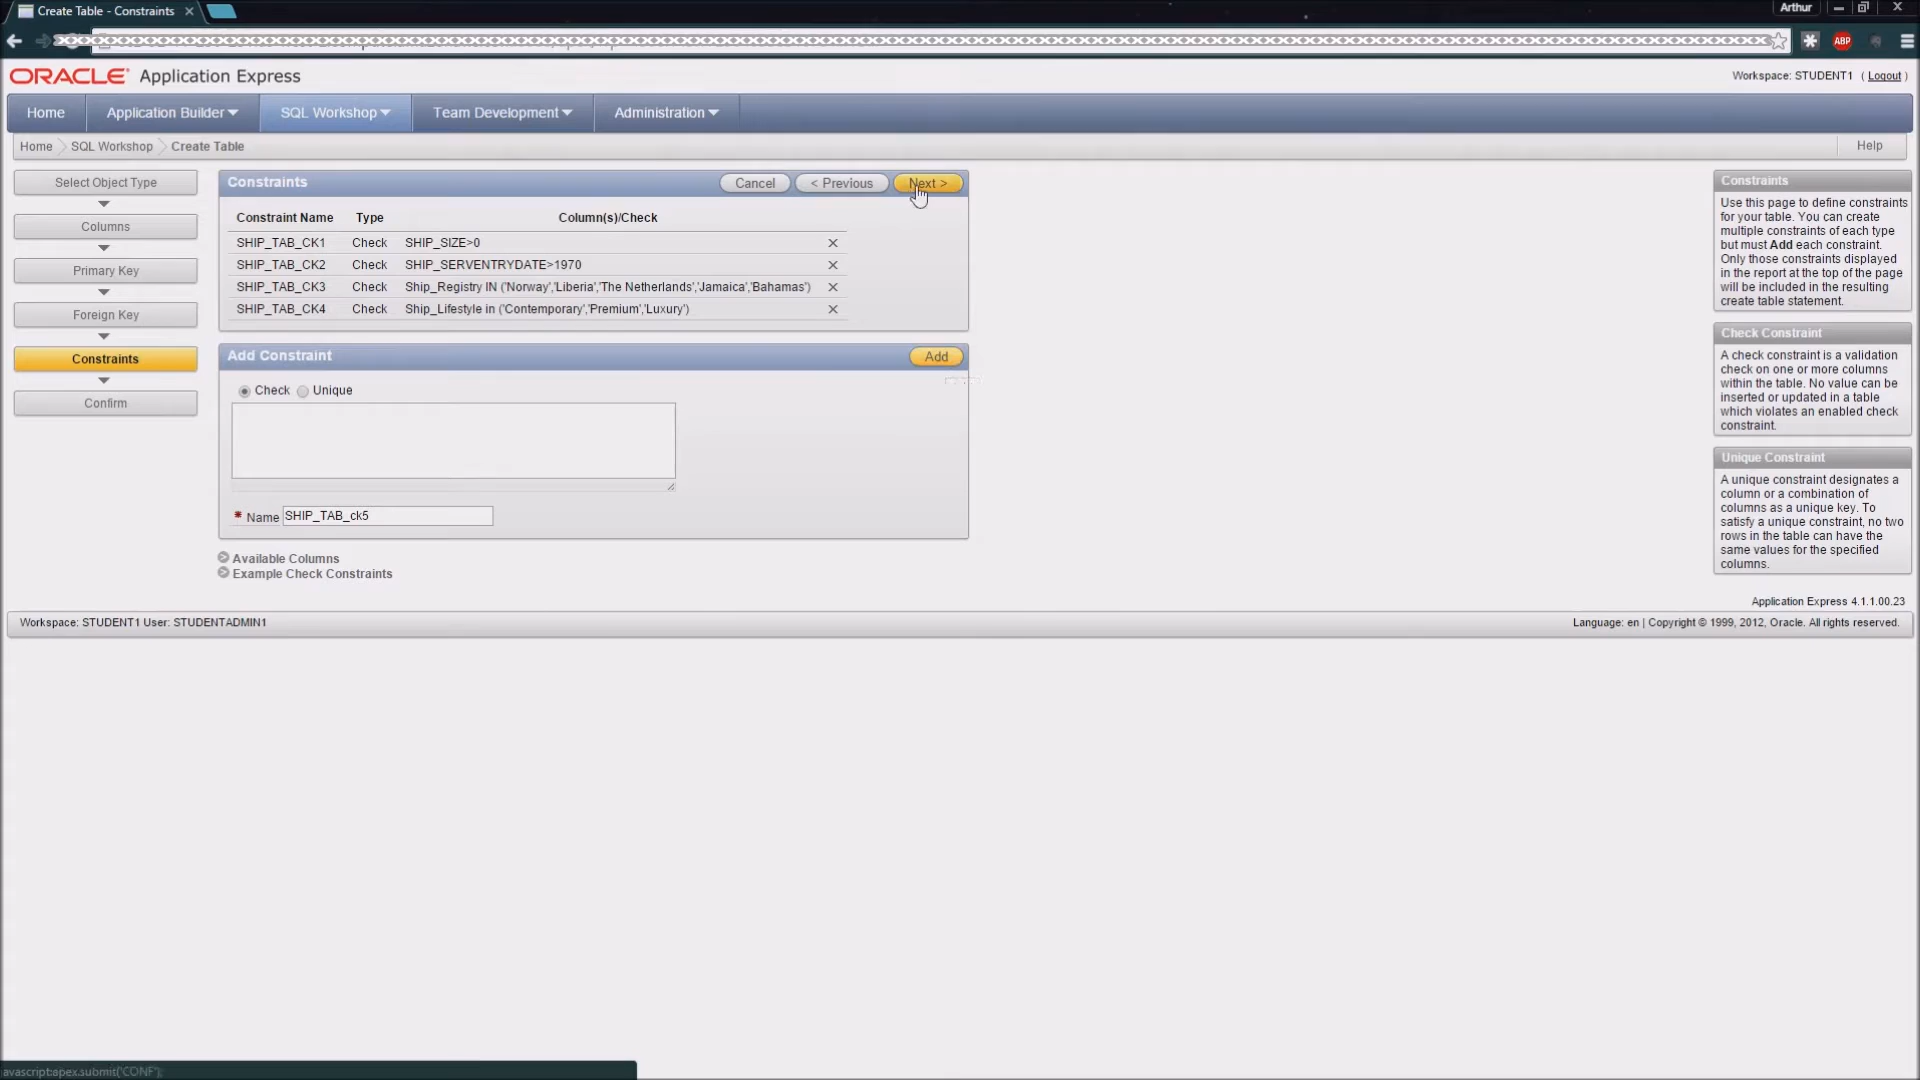 Create Table - Constraints ×
Arthur
ABP
ORACLE® Application Express
Workspace: STUDENT1 ( Logout )
Home
Application Builder
SQL Workshop
Team Development
Administration
Home
SQL Workshop
Create Table
Help
Select Object Type
Columns
Primary Key
Foreign Key
Constraints
Confirm
Constraints
Cancel
< Previous
Next >
Constraint Name Type Column(s)/Check
SHIP_TAB_CK1 Check SHIP_SIZE>0
SHIP_TAB_CK2 Check SHIP_SERVENTRYDATE>1970
SHIP_TAB_CK3 Check Ship_Registry IN ('Norway','Liberia','The Netherlands','Jamaica','Bahamas')
SHIP_TAB_CK4 Check Ship_Lifestyle in ('Contemporary','Premium','Luxury')
Add Constraint
Add
Check Unique
* Name SHIP_TAB_ck5
Available Columns
Example Check Constraints
Constraints
Use this page to define constraints
for your table. You can create
multiple constraints of each type
but must Add each constraint.
Only those constraints displayed
in the report at the top of the page
will be included in the resulting
create table statement.
Check Constraint
A check constraint is a validation
check on one or more columns
within the table. No value can be
inserted or updated in a table
which violates an enabled check
constraint.
Unique Constraint
A unique constraint designates a
column or a combination of
columns as a unique key. To
satisfy a unique constraint, no two
rows in the table can have the
same values for the specified
columns.
Application Express 4.1.1.00.23
Workspace: STUDENT1 User: STUDENTADMIN1
Language: en | Copyright © 1999, 2012, Oracle. All rights reserved.
avascript:apex.submit('CONF');